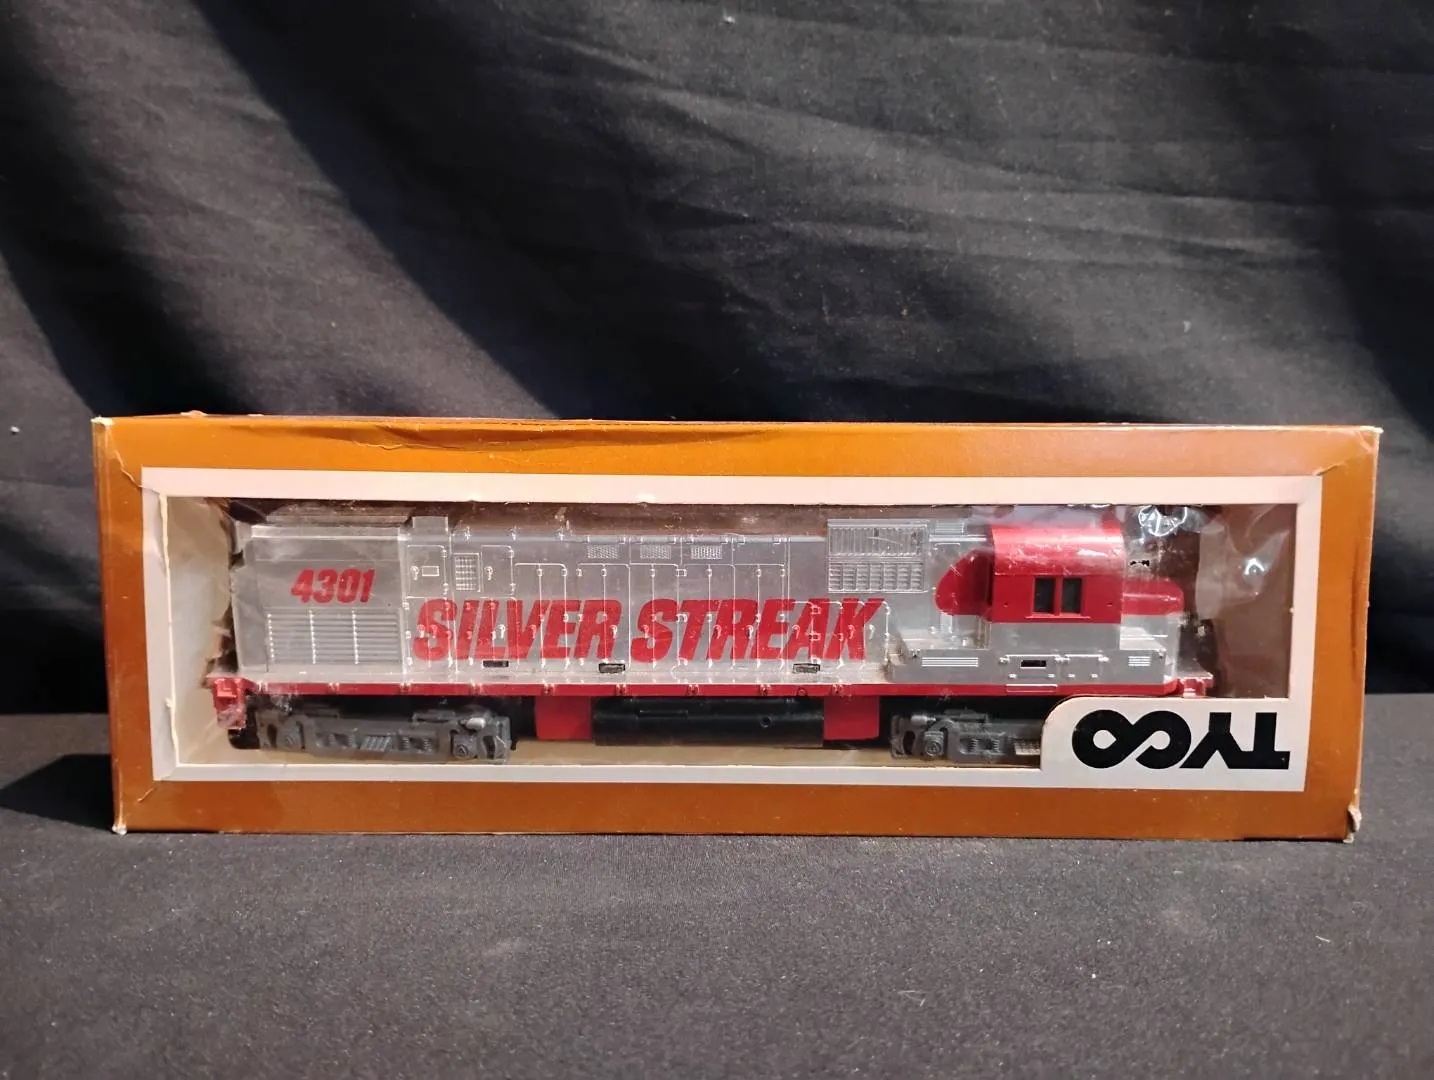 4301
SILVER STREAK
TYCO